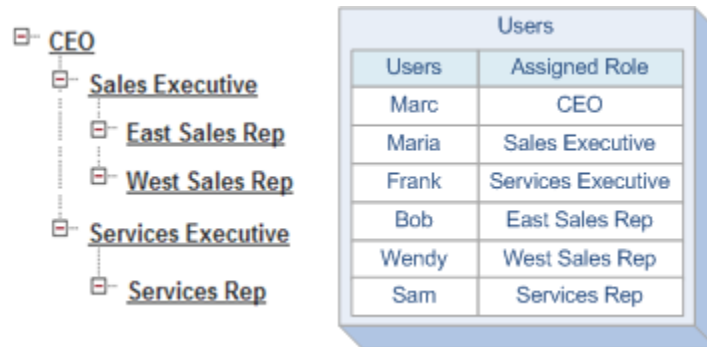 CEO
Sales Executive
East Sales Rep
West Sales Rep
Services Executive
Services Rep
Users
Users Assigned Role
Marc CEO
Maria Sales Executive
Frank Services Executive
Bob East Sales Rep
Wendy West Sales Rep
Sam Services Rep